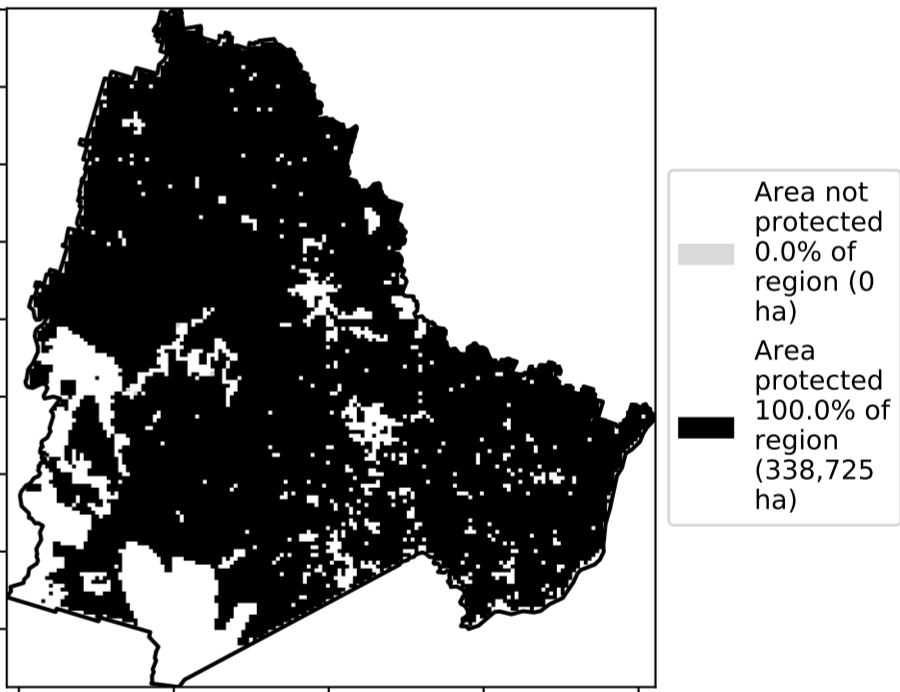 Area not
protected
0.0% of
region (0
ha)
Area
protected
100.0% of
region
(338,725
ha)